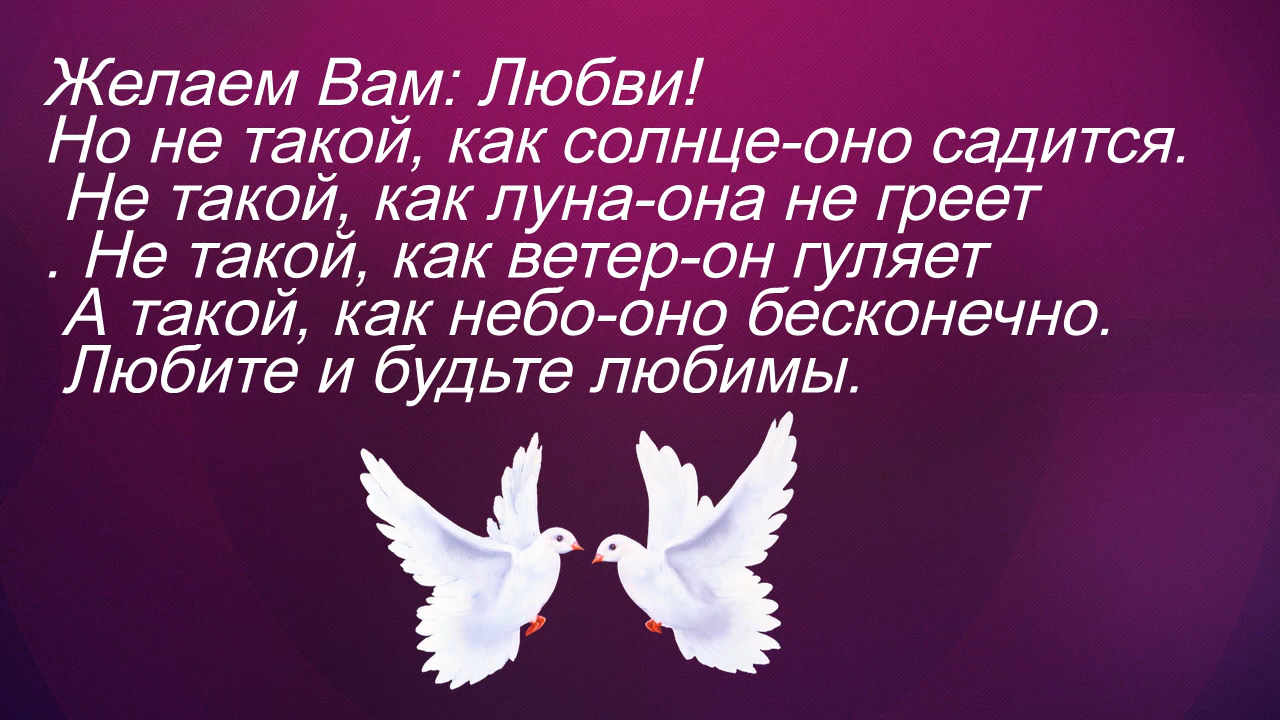 Желаем Вам: Любви!
Но не такой, как солнце-оно садится.
Не такой, как луна-она не греет
. Не такой, как ветер-он гуляет
А такой, как небо-оно бесконечно.
Любите и будьте любимы.